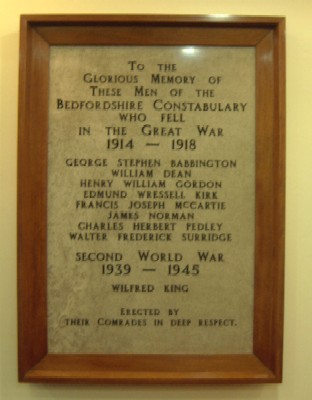 To the
Glorious Memory of
These Men of the
Bedfordshire Constabulary
who fell
in the Great War
1914 — 1918
GEORGE STEPHEN BABBINGTON
WILLIAM DEAN
HENRY WILLIAM GORDON
EDMUND WRESSELL KIRK
FRANCIS JOSEPH McCARTIE
JAMES NORMAN
CHARLES HERBERT PEDLEY
WALTER FREDERICK SURRIDGE
Second World War
1939 — 1945
WILFRED KING
Erected by
their Comrades in deep respect.